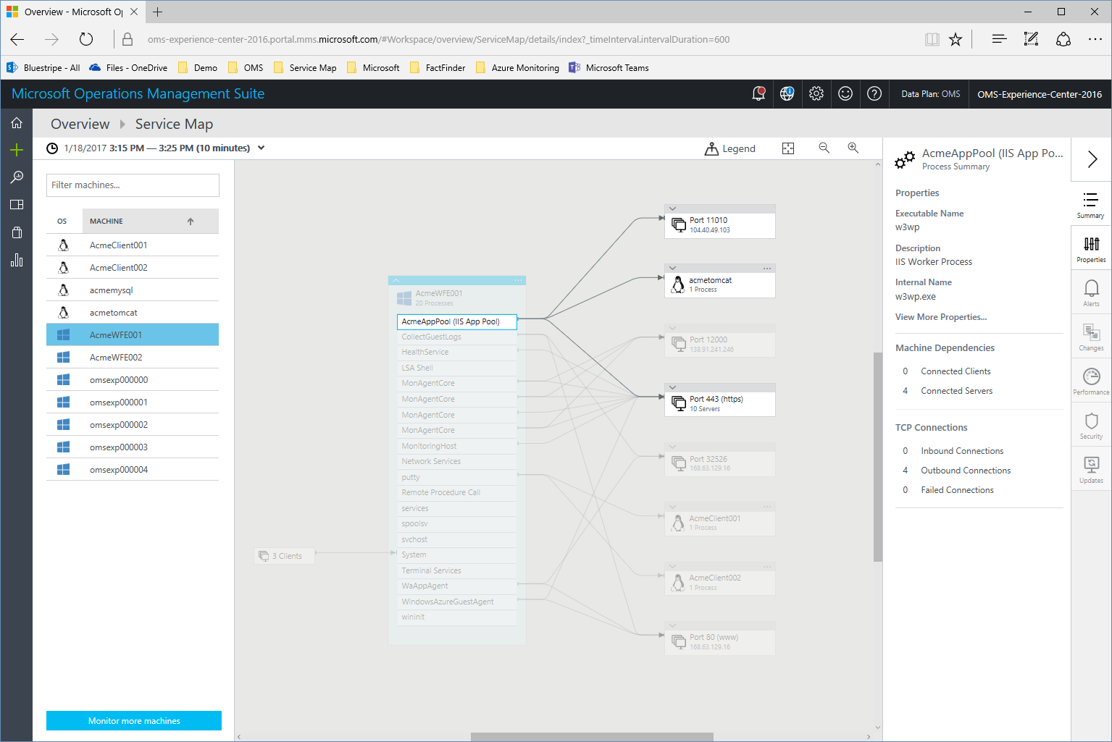 Overview - Microsoft Op
oms-experience-center-2016.portal.mms.microsoft.com/#Workspace/overview/ServiceMap/details/index?_timeInterval.intervalDuration=600
Bluestripe - All Files - OneDrive Demo OMS Service Map Microsoft FactFinder Azure Monitoring Microsoft Teams
Microsoft Operations Management Suite
Data Plan: OMS
OMS-Experience-Center-2016
Overview Service Map
1/18/2017 3:15 PM — 3:25 PM (10 minutes)
Legend
Filter machines...
OS MACHINE
AcmeClient001
AcmeClient002
acmemysql
acmetomcat
AcmeWFE001
AcmeWFE002
omsexp000000
omsexp000001
omsexp000002
omsexp000003
omsexp000004
Monitor more machines
3 Clients
AcmeWFE001
20 Processes
AcmeAppPool (IIS App Pool)
CollectGuestLogs
HealthService
LSA Shell
MonAgentCore
MonAgentCore
MonAgentCore
MonAgentCore
MonitoringHost
Network Services
putty
Remote Procedure Call
services
spoolsv
svchost
System
Terminal Services
WaAppAgent
WindowsAzureGuestAgent
wininit
Port 11010
104.40.49.103
acmetomcat
1 Process
Port 12000
138.91.241.246
Port 443 (https)
10 Servers
Port 32526
168.63.129.16
AcmeClient001
1 Process
AcmeClient002
1 Process
Port 80 (www)
168.63.129.16
AcmeAppPool (IIS App Po...
Process Summary
Properties
Executable Name
w3wp
Description
IIS Worker Process
Internal Name
w3wp.exe
View More Properties...
Machine Dependencies
0 Connected Clients
4 Connected Servers
TCP Connections
0 Inbound Connections
4 Outbound Connections
0 Failed Connections
Summary
Properties
Alerts
Changes
Performance
Security
Updates